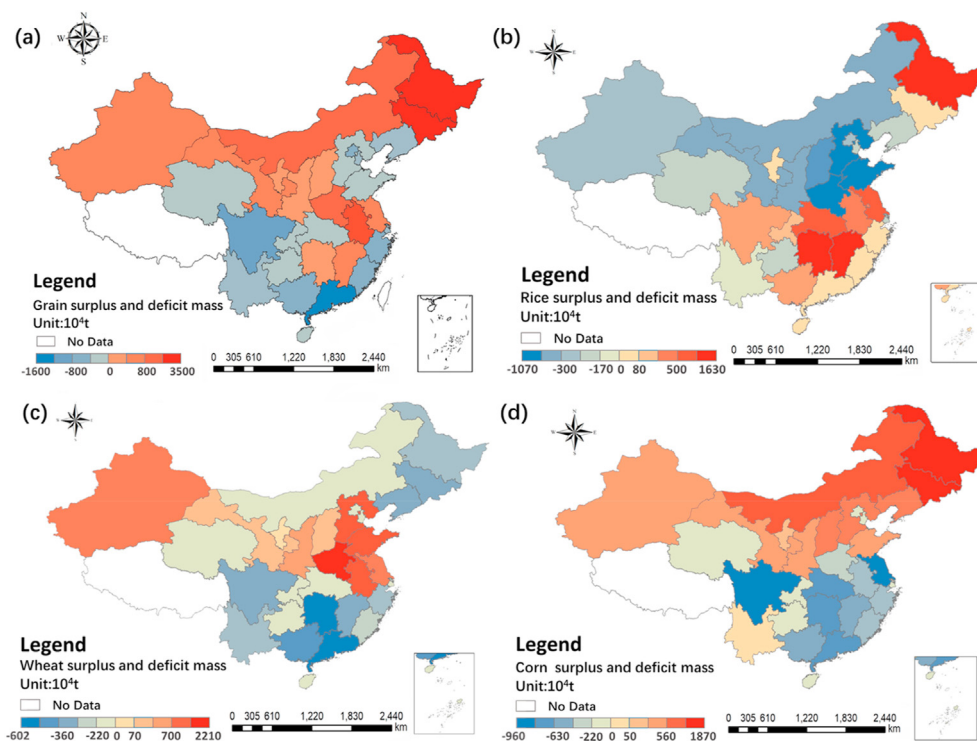 (a)
N
W E
S
Legend
Grain surplus and deficit mass
Unit:10⁴t
No Data
-1600 -800 0 800 3500
0 305 610 1,220 1,830 2,440
km
(b)
N
W E
S
Legend
Rice surplus and deficit mass
Unit:10⁴t
No Data
-1070 -300 -170 0 80 500 1630
0 305 610 1,220 1,830 2,440
km
(c)
N
W E
S
Legend
Wheat surplus and deficit mass
Unit:10⁴t
No Data
-602 -360 -220 0 70 700 2210
0 305 610 1,220 1,830 2,440
km
(d)
N
W E
S
Legend
Corn surplus and deficit mass
Unit:10⁴t
No Data
-960 -630 -220 0 50 560 1870
0 305 610 1,220 1,830 2,440
km